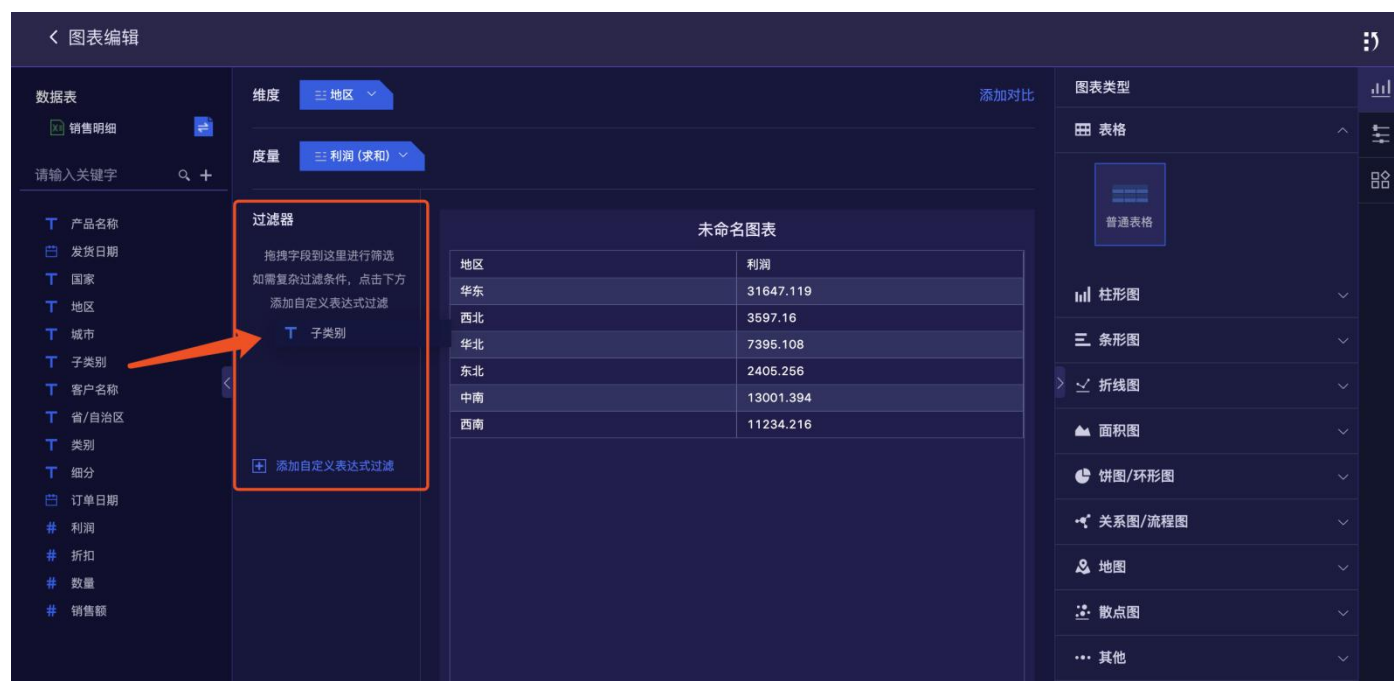 图表编辑
数据表
销售明细
请输入关键字
产品名称
发货日期
国家
地区
城市
子类别
客户名称
省/自治区
类别
细分
订单日期
利润
折扣
数量
销售额
维度
地区
添加对比
度量
利润 (求和)
过滤器
拖拽字段到这里进行筛选
如需复杂过滤条件，点击下方
添加自定义表达式过滤
子类别
添加自定义表达式过滤
未命名图表
地区 利润
华东 31647.119
西北 3597.16
华北 7395.108
东北 2405.256
中南 13001.394
西南 11234.216
图表类型
表格
普通表格
柱形图
条形图
折线图
面积图
饼图/环形图
关系图/流程图
地图
散点图
其他